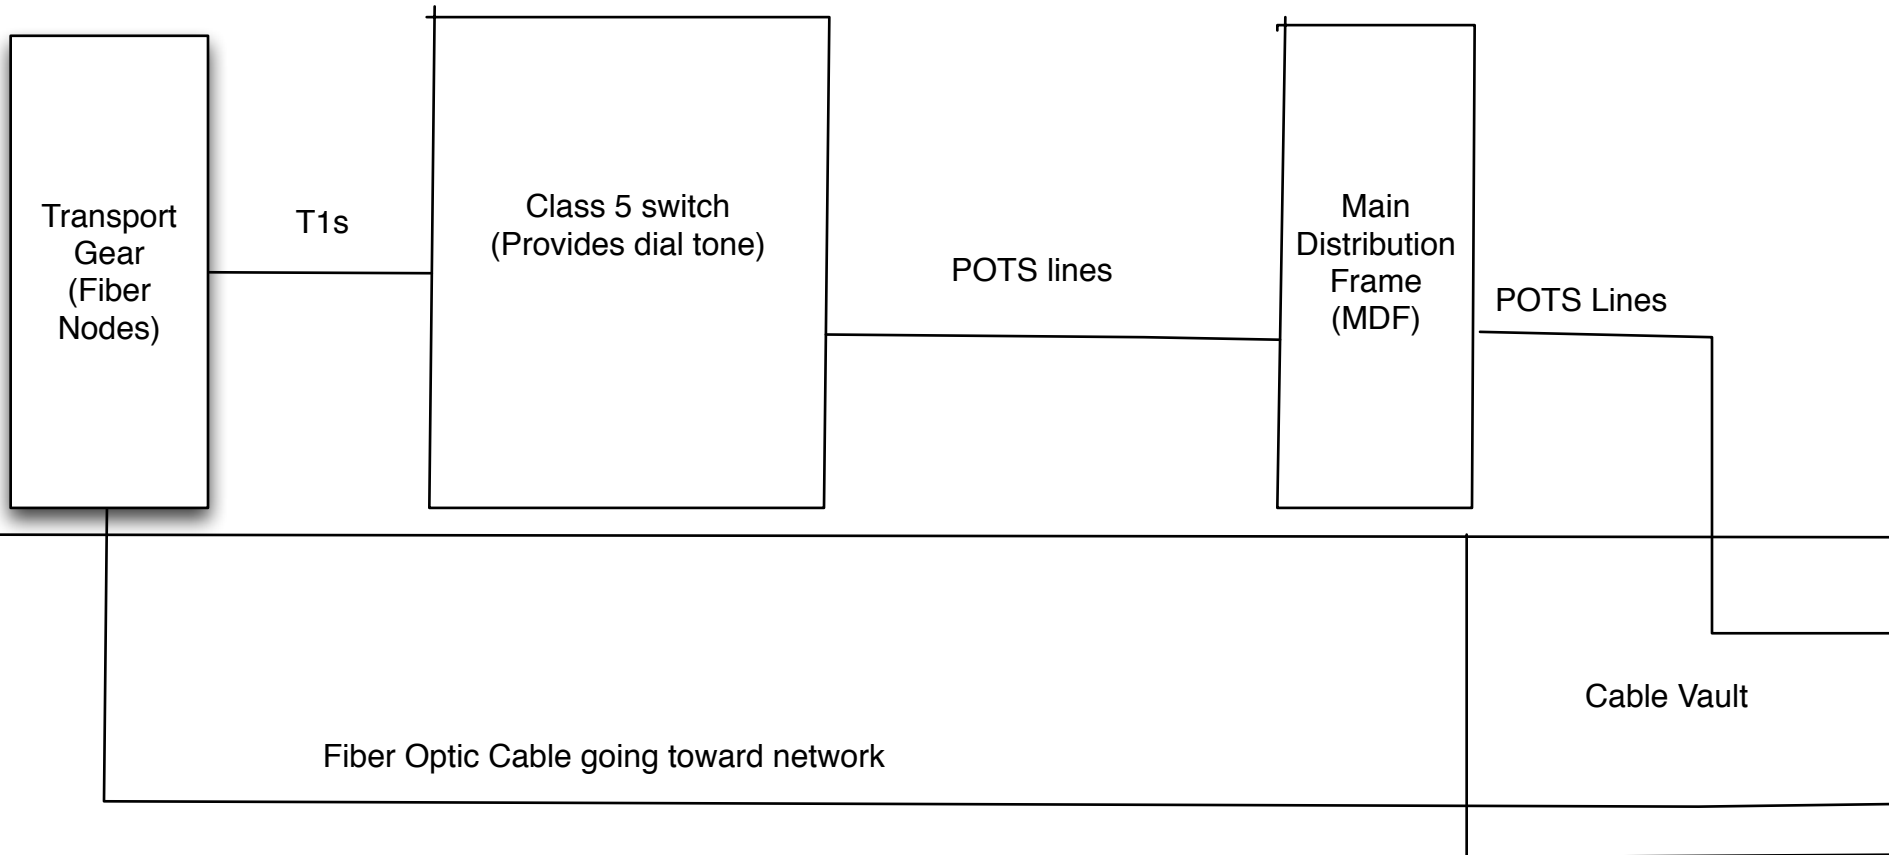 Transport
Gear
(Fiber
Nodes)
T1s
Class 5 switch
(Provides dial tone)
POTS lines
Main
Distribution
Frame
(MDF)
POTS Lines
Cable Vault
Fiber Optic Cable going toward network